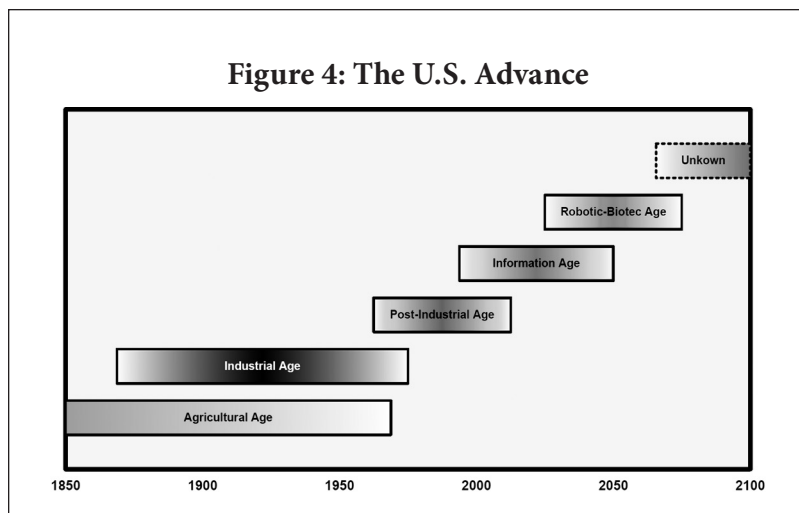 Figure 4: The U.S. Advance
Unkown
Robotic-Biotec Age
Information Age
Post-Industrial Age
Industrial Age
Agricultural Age
1850 1900 1950 2000 2050 2100